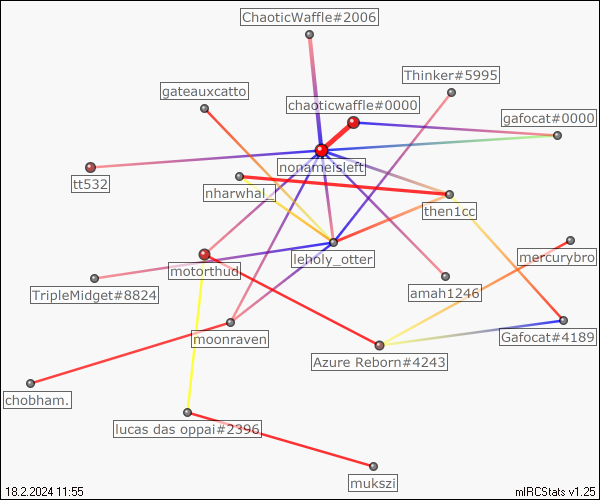 ChaoticWaffle#2006
Thinker#5995
gateauxcatto
chaoticwaffle#0000
gafocat#0000
nonameisleft
tt532
nharwhal_
then1cc
leholy_otter
mercurybro
motorthud
TripleMidget#8824
amah1246
moonraven
Gafocat#4189
Azure Reborn#4243
chobham.
lucas das oppai#2396
mukszi
18.2.2024 11:55
mIRCStats v1.25